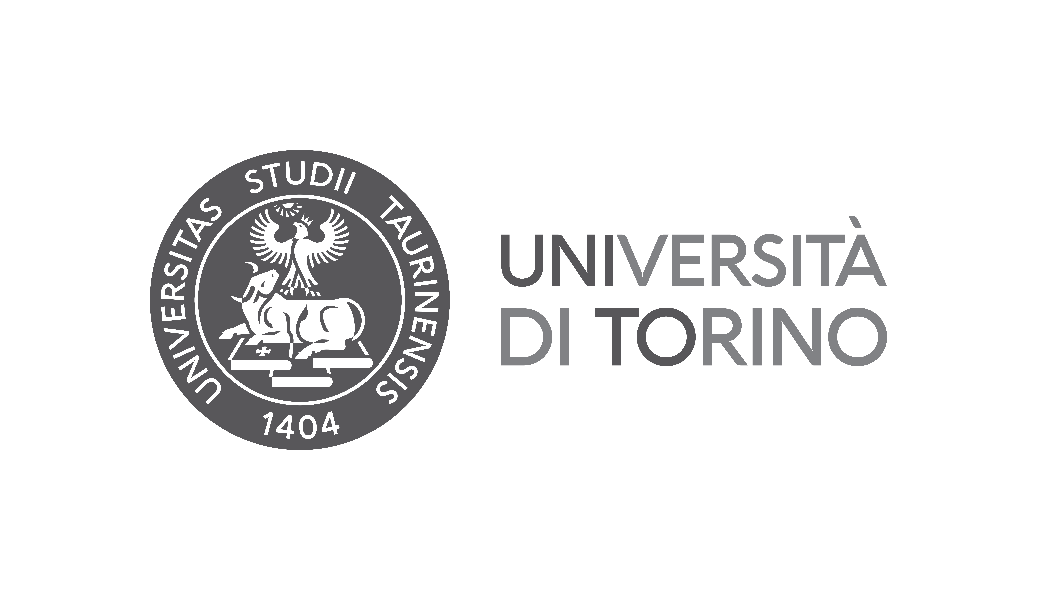 UNIVERSITAS STUDII TAURINENSIS
1404
UNIVERSITÀ
DI TORINO